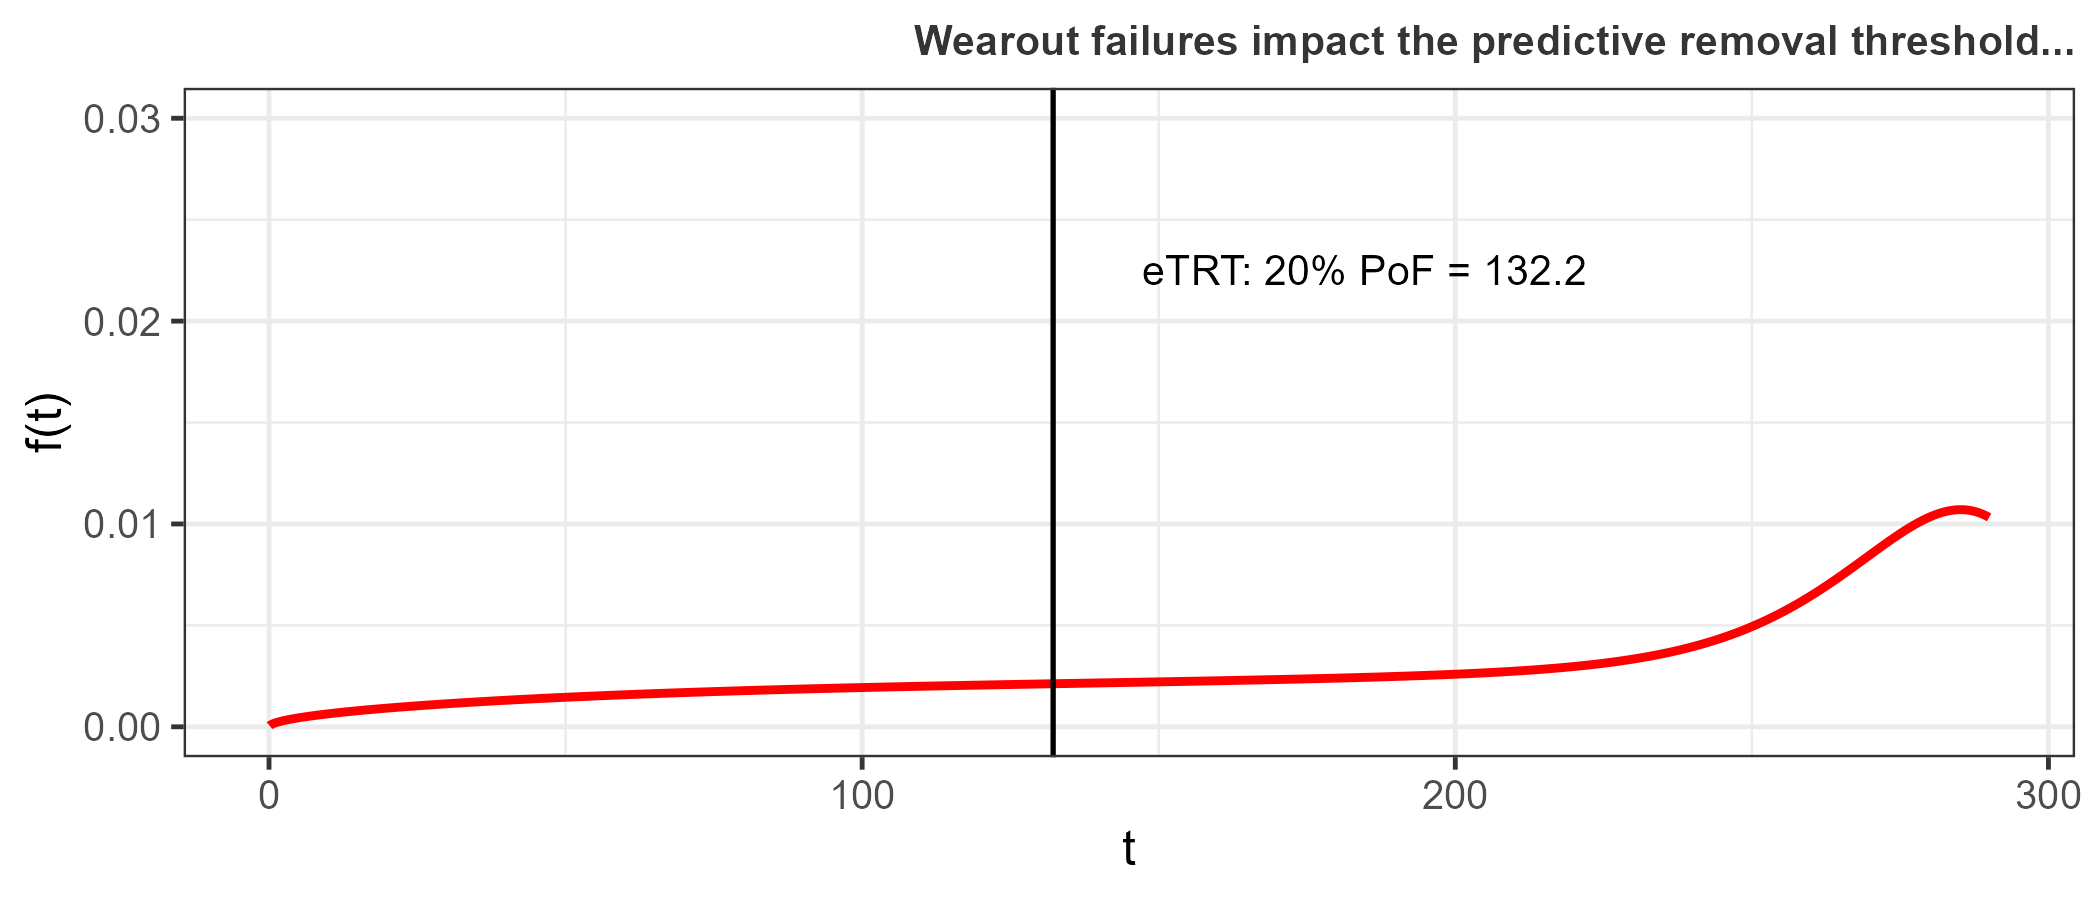 Wearout failures impact the predictive removal threshold...
0.03
eTRT: 20% PoF = 132.2
0.02
f(t)
0.01
0.00
0 100 200 300
t